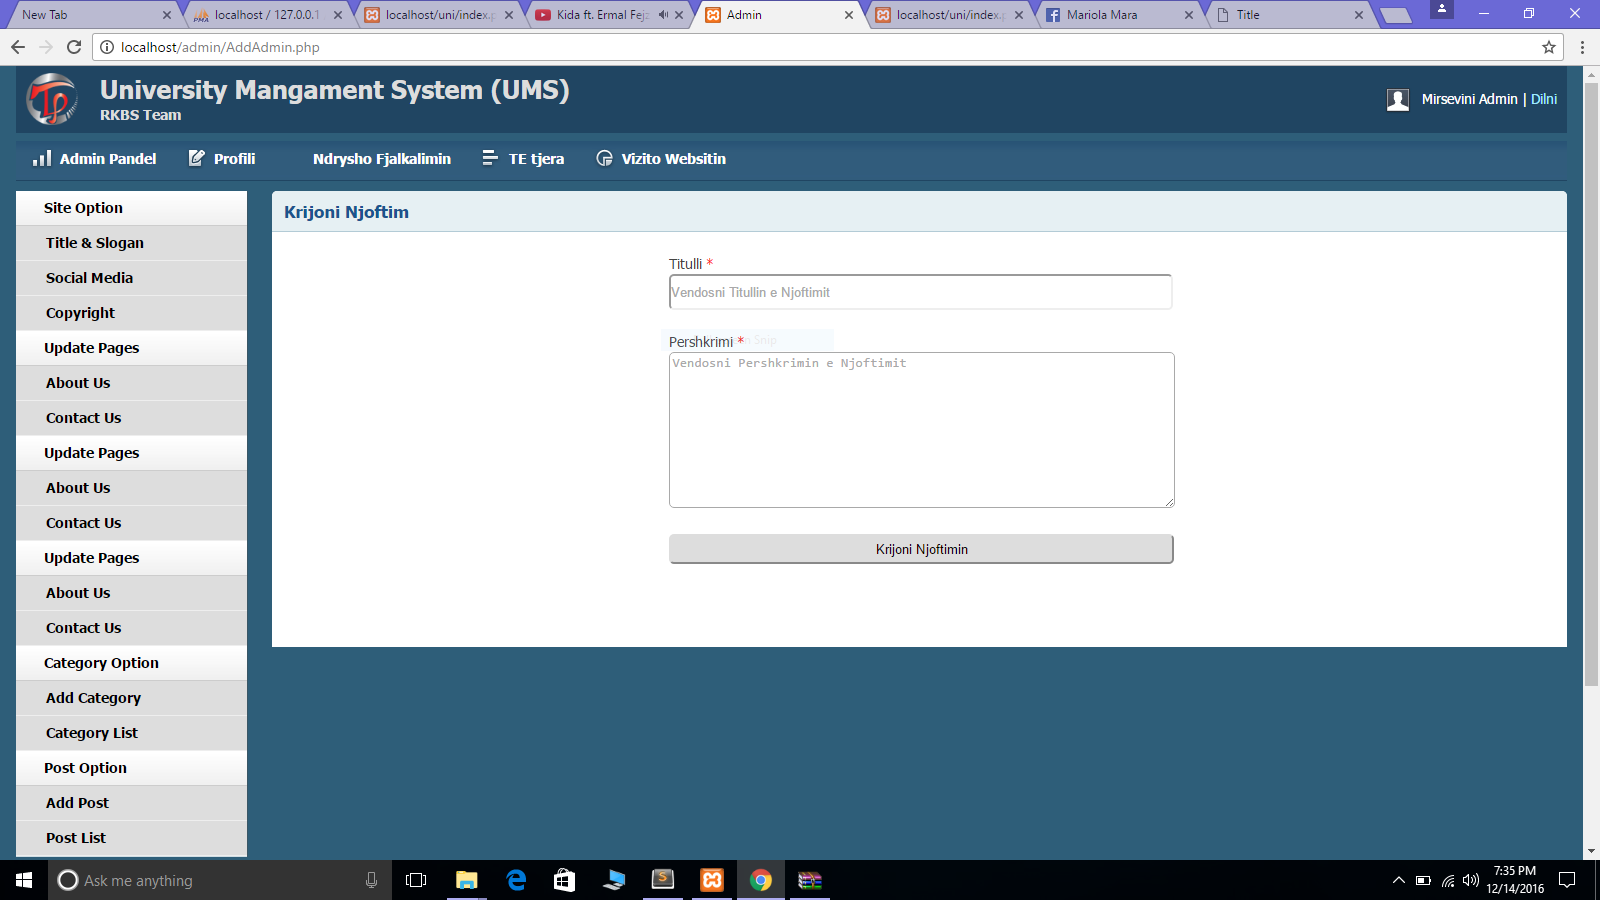 New Tab
localhost / 127.0.0.1
localhost/uni/index.p
Kida ft. Ermal Fejz
Admin
localhost/uni/index.p
Mariola Mara
Title
localhost/admin/AddAdmin.php
University Mangament System (UMS)
RKBS Team
Mirsevini Admin | Dilni
Admin Pandel
Profili
Ndrysho Fjalkalimin
TE tjera
Vizito Websitin
Site Option
Title & Slogan
Social Media
Copyright
Update Pages
About Us
Contact Us
Update Pages
About Us
Contact Us
Update Pages
About Us
Contact Us
Category Option
Add Category
Category List
Post Option
Add Post
Post List
Krijoni Njoftim
Titulli *
Vendosni Titullin e Njoftimit
Pershkrimi *
Vendosni Pershkrimin e Njoftimit
Krijoni Njoftimin
Ask me anything
7:35 PM
12/14/2016